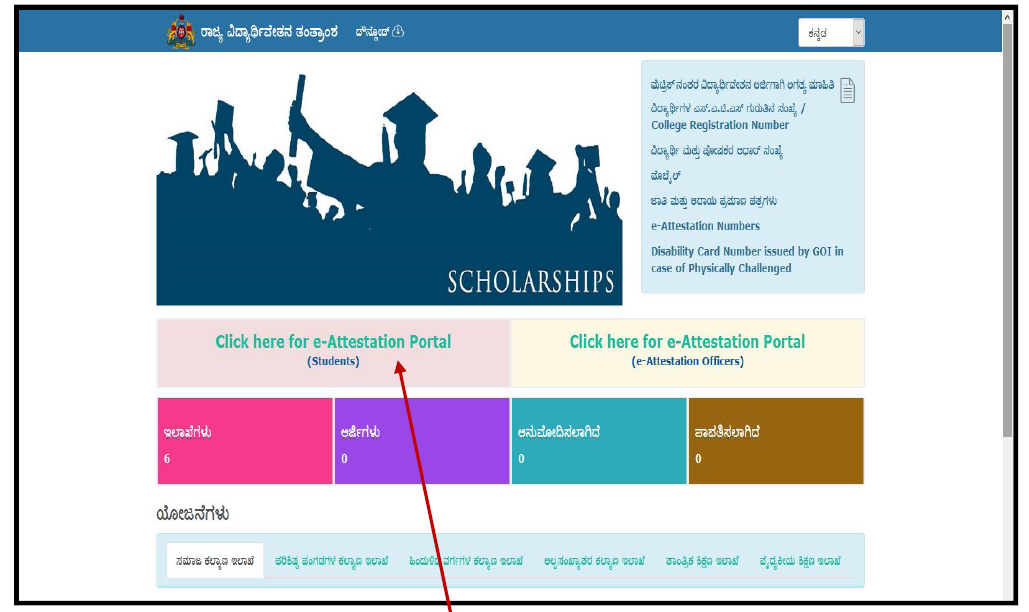 ರಾಜ್ಯ ವಿದ್ಯಾರ್ಥಿವೇತನ ತಂತ್ರಾಂಶ ಡೌನ್ಲೋಡ್ ಕನ್ನಡ
ಮೆಟ್ರಿಕ್ ನಂತರ ವಿದ್ಯಾರ್ಥಿವೇತನ ಅರ್ಜಿಗಾಗಿ ಅಗತ್ಯ ಮಾಹಿತಿ
ವಿದ್ಯಾರ್ಥಿಗಳ ಎಸ್.ಎ.ಟಿ.ಎಸ್ ಗುರುತಿನ ಸಂಖ್ಯೆ /
College Registration Number
ವಿದ್ಯಾರ್ಥಿ ಮತ್ತು ಪೋಷಕರ ಆಧಾರ್ ಸಂಖ್ಯೆ
ಮೊಬೈಲ್
ಜಾತಿ ಮತ್ತು ಆದಾಯ ಪ್ರಮಾಣ ಪತ್ರಗಳು
e-Attestation Numbers
Disability Card Number issued by GOI in
case of Physically Challenged
SCHOLARSHIPS
Click here for e-Attestation Portal
(Students)
Click here for e-Attestation Portal
(e-Attestation Officers)
ಇಲಾಖೆಗಳು
6
ಅರ್ಜಿಗಳು
0
ಅನುಮೋದಿಸಲಾಗಿದೆ
0
ಪಾವತಿಸಲಾಗಿದೆ
0
ಯೋಜನೆಗಳು
ಸಮಾಜ ಕಲ್ಯಾಣ ಇಲಾಖೆ ಪರಿಶಿಷ್ಟ ಪಂಗಡಗಳ ಕಲ್ಯಾಣ ಇಲಾಖೆ ಹಿಂದುಳಿದ ವರ್ಗಗಳ ಕಲ್ಯಾಣ ಇಲಾಖೆ ಅಲ್ಪಸಂಖ್ಯಾತರ ಕಲ್ಯಾಣ ಇಲಾಖೆ ತಾಂತ್ರಿಕ ಶಿಕ್ಷಣ ಇಲಾಖೆ ವೈದ್ಯಕೀಯ ಶಿಕ್ಷಣ ಇಲಾಖೆ